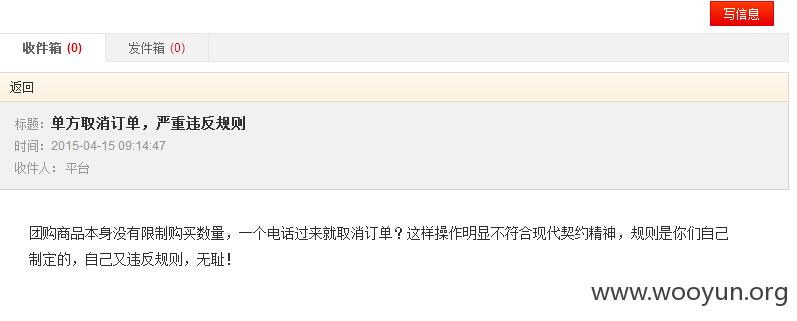 写信息
收件箱 (0) 发件箱 (0)
返回
标题：单方取消订单，严重违反规则
时间：2015-04-15 09:14:47
收件人：平台
团购商品本身没有限制购买数量，一个电话过来就取消订单？这样操作明显不符合现代契约精神，规则是你们自己
制定的，自己又违反规则，无耻！
www.wooyun.org